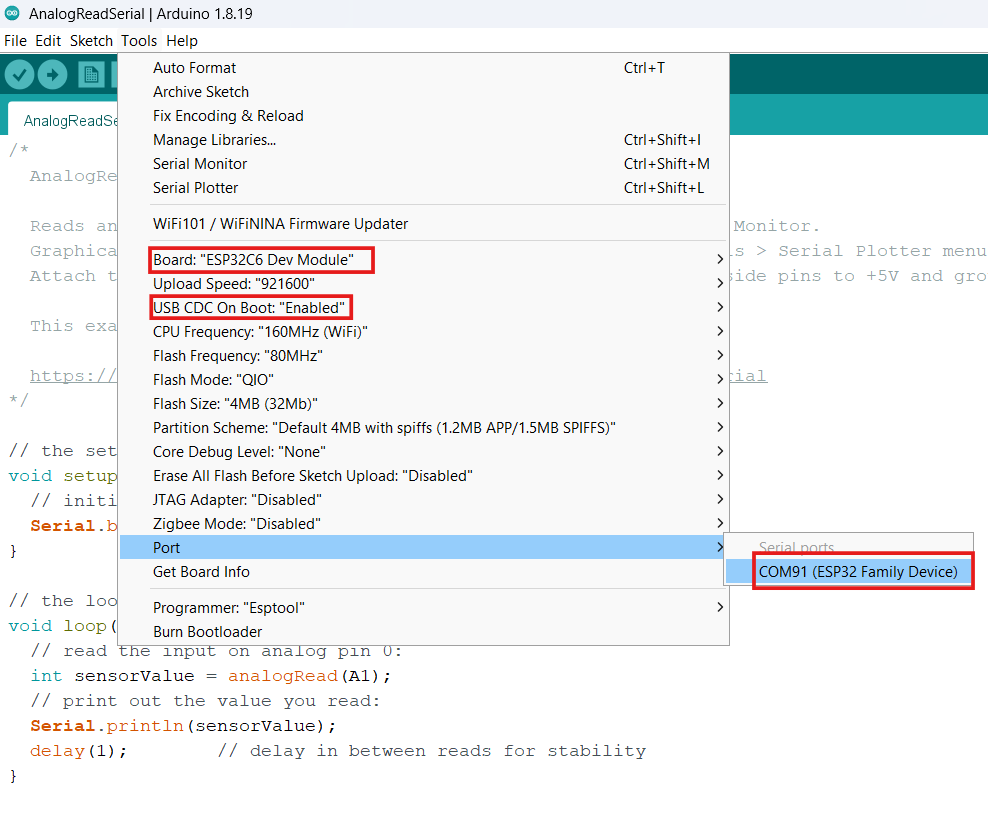 AnalogReadSerial | Arduino 1.8.19
File Edit Sketch Tools Help
Auto Format Ctrl+T
Archive Sketch
Fix Encoding & Reload
Manage Libraries... Ctrl+Shift+I
Serial Monitor Ctrl+Shift+M
Serial Plotter Ctrl+Shift+L
WiFi101 / WiFiNINA Firmware Updater
Board: "ESP32C6 Dev Module"
Upload Speed: "921600"
USB CDC On Boot: "Enabled"
CPU Frequency: "160MHz (WiFi)"
Flash Frequency: "80MHz"
Flash Mode: "QIO"
Flash Size: "4MB (32Mb)"
Partition Scheme: "Default 4MB with spiffs (1.2MB APP/1.5MB SPIFFS)"
Core Debug Level: "None"
Erase All Flash Before Sketch Upload: "Disabled"
JTAG Adapter: "Disabled"
Zigbee Mode: "Disabled"
Port
Get Board Info
Programmer: "Esptool"
Burn Bootloader
Serial ports
COM91 (ESP32 Family Device)
AnalogReadSe
/*
AnalogRe
Reads an Monitor.
Graphica s > Serial Plotter menu
Attach t side pins to +5V and gro
This exa
https:// rial
*/
// the set
void setup
// initi
Serial.b
}
// the loo
void loop(
// read the input on analog pin 0:
int sensorValue = analogRead(A1);
// print out the value you read:
Serial.println(sensorValue);
delay(1); // delay in between reads for stability
}